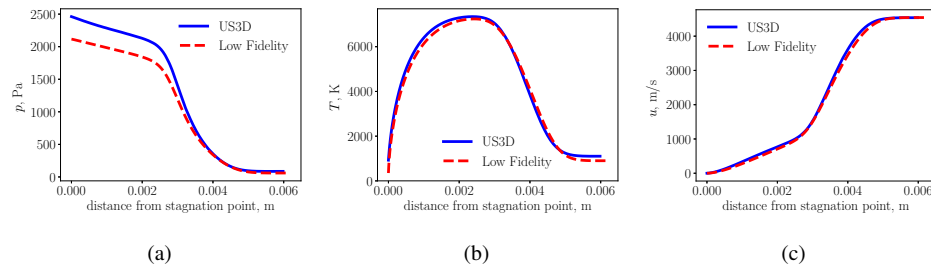 2500
2000
1500
1000
500
0
p, Pa
US3D
Low Fidelity
0.000
0.002
0.004
0.006
distance from stagnation point, m
(a)
6000
4000
2000
0
T, K
US3D
Low Fidelity
0.000
0.002
0.004
0.006
distance from stagnation point, m
(b)
4000
3000
2000
1000
0
u, m/s
US3D
Low Fidelity
0.000
0.002
0.004
0.006
distance from stagnation point, m
(c)